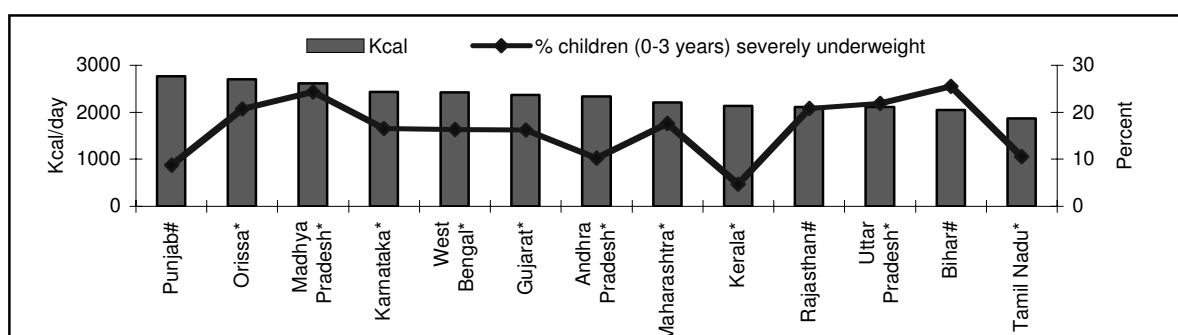 Kcal
% children (0-3 years) severely underweight
3000
2000
1000
0
Kcal/day
30
20
10
0
Percent
Punjab#
Orissa*
Madhya
Pradesh*
Karnataka*
West
Bengal*
Gujarat*
Andhra
Pradesh*
Maharashtra*
Kerala*
Rajasthan#
Uttar
Pradesh*
Bihar#
Tamil Nadu*